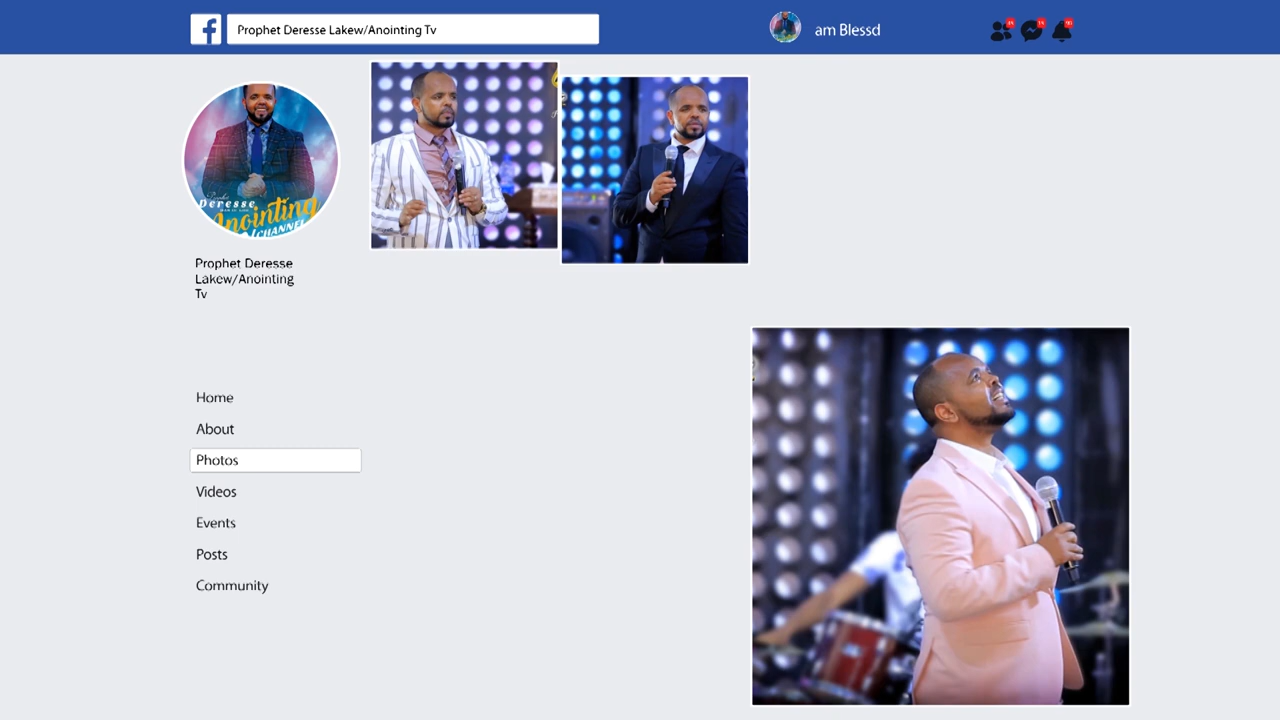 Prophet Deresse Lakew/Anointing Tv
am Blessd
Deresse
Anointing
CHANNEL
Prophet Deresse
Lakew/Anointing
Tv
Home
About
Photos
Videos
Events
Posts
Community